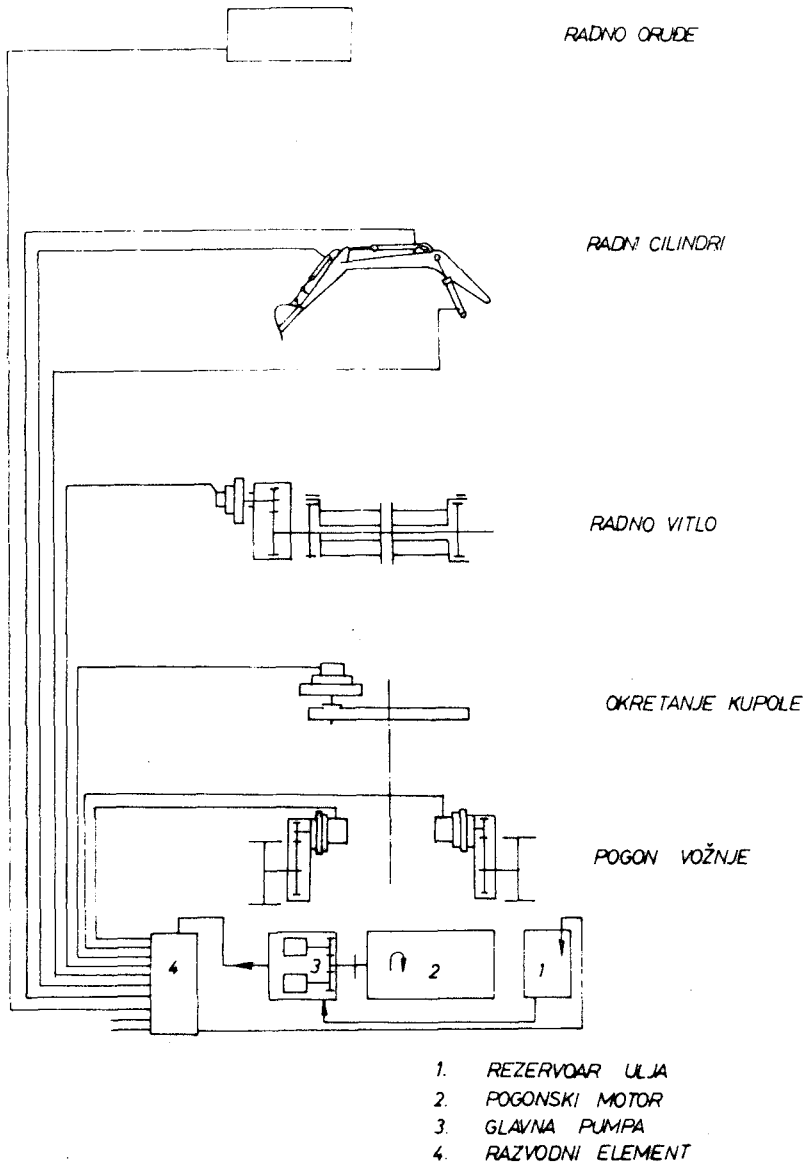 RADNO ORUĐE
RADNI CILINDRI
RADNO VITLO
OKRETANJE KUPOLE
POGON VOŽNJE
4
3
2
1
1. REZERVOAR ULJA
2. POGONSKI MOTOR
3. GLAVNA PUMPA
4. RAZVODNI ELEMENT